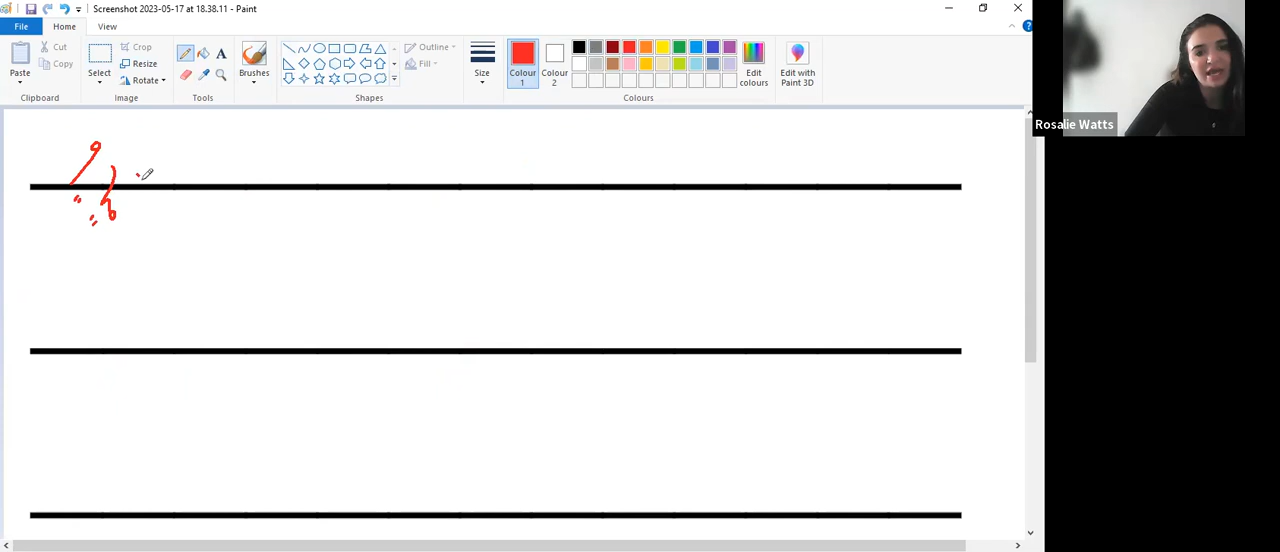 Screenshot 2023-05-17 at 18.38.11 - Paint
File Home View
Paste Cut Copy Select Crop Resize Rotate A Brushes Outline Fill Size Colour 1 Colour 2 Edit colours Edit with Paint 3D
Clipboard Image Tools Shapes Colours
Rosalie Watts